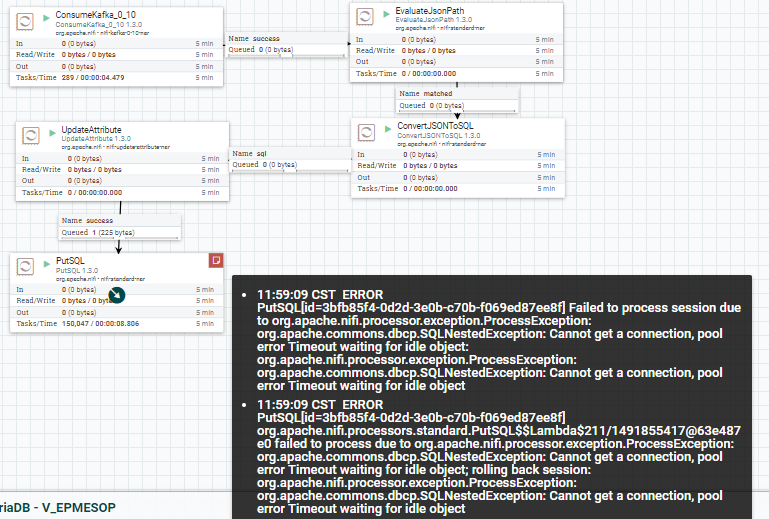 ConsumeKafka_0_10
ConsumeKafka_0_10 1.3.0
org.apache.nifi - nifi-kafka-0-10-nar
In 0 (0 bytes) 5 min
Read/Write 0 bytes / 0 bytes 5 min
Out 0 (0 bytes) 5 min
Tasks/Time 289 / 00:00:04.479 5 min
Name success
Queued 0 (0 bytes)
EvaluateJsonPath
EvaluateJsonPath 1.3.0
org.apache.nifi - nifi-standard-nar
In 0 (0 bytes) 5 min
Read/Write 0 bytes / 0 bytes 5 min
Out 0 (0 bytes) 5 min
Tasks/Time 0 / 00:00:00.000 5 min
Name matched
Queued 0 (0 bytes)
UpdateAttribute
UpdateAttribute 1.3.0
org.apache.nifi - nifi-update-attribute-nar
In 0 (0 bytes) 5 min
Read/Write 0 bytes / 0 bytes 5 min
Out 0 (0 bytes) 5 min
Tasks/Time 0 / 00:00:00.000 5 min
Name sql
Queued 0 (0 bytes)
ConvertJSONToSQL
ConvertJSONToSQL 1.3.0
org.apache.nifi - nifi-standard-nar
In 0 (0 bytes) 5 min
Read/Write 0 bytes / 0 bytes 5 min
Out 0 (0 bytes) 5 min
Tasks/Time 0 / 00:00:00.000 5 min
Name success
Queued 1 (225 bytes)
PutSQL
PutSQL 1.3.0
org.apache.nifi - nifi-standard-nar
In 0 (0 bytes) 5 min
Read/Write 0 bytes / 0 byt 5 min
Out 0 (0 bytes) 5 min
Tasks/Time 150,047 / 00:00:08.806 5 min
• 11:59:09 CST ERROR
PutSQL[id=3bfb85f4-0d2d-3e0b-c70b-f069ed87ee8f] Failed to process session due
to org.apache.nifi.processor.exception.ProcessException:
org.apache.commons.dbcp.SQLNestedException: Cannot get a connection, pool
error Timeout waiting for idle object:
org.apache.nifi.processor.exception.ProcessException:
org.apache.commons.dbcp.SQLNestedException: Cannot get a connection, pool
error Timeout waiting for idle object
• 11:59:09 CST ERROR
PutSQL[id=3bfb85f4-0d2d-3e0b-c70b-f069ed87ee8f]
org.apache.nifi.processors.standard.PutSQL$$Lambda$211/1491855417@63e487
e0 failed to process due to org.apache.nifi.processor.exception.ProcessException:
org.apache.commons.dbcp.SQLNestedException: Cannot get a connection, pool
error Timeout waiting for idle object; rolling back session:
org.apache.nifi.processor.exception.ProcessException:
org.apache.commons.dbcp.SQLNestedException: Cannot get a connection, pool
error Timeout waiting for idle object
riaDB - V_EPMESOP